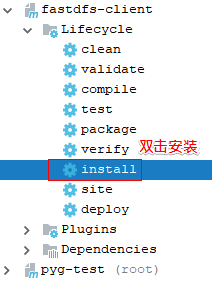 fastdfs-client
Lifecycle
clean
validate
compile
test
package
verify 双击安装
install
site
deploy
Plugins
Dependencies
pyg-test (root)